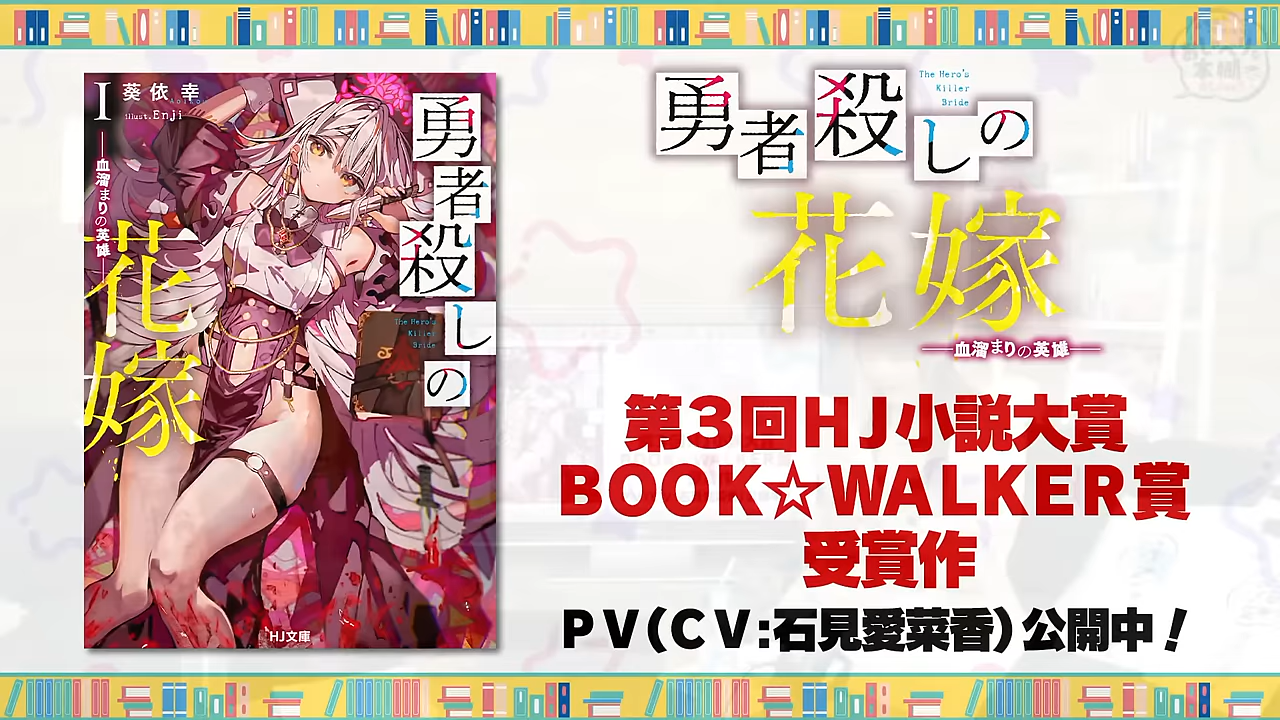 I
葵依幸
Aoikou
illust.Enji
勇者殺しの
花嫁
―血溜まりの英雄―
The Hero's
Killer
Bride
HJ文庫
勇者殺しの
The Hero's
Killer
Bride
花嫁
―血溜まりの英雄―
第3回HJ小説大賞
BOOK☆WALKER賞
受賞作
PV(CV:石見愛菜香)公開中!